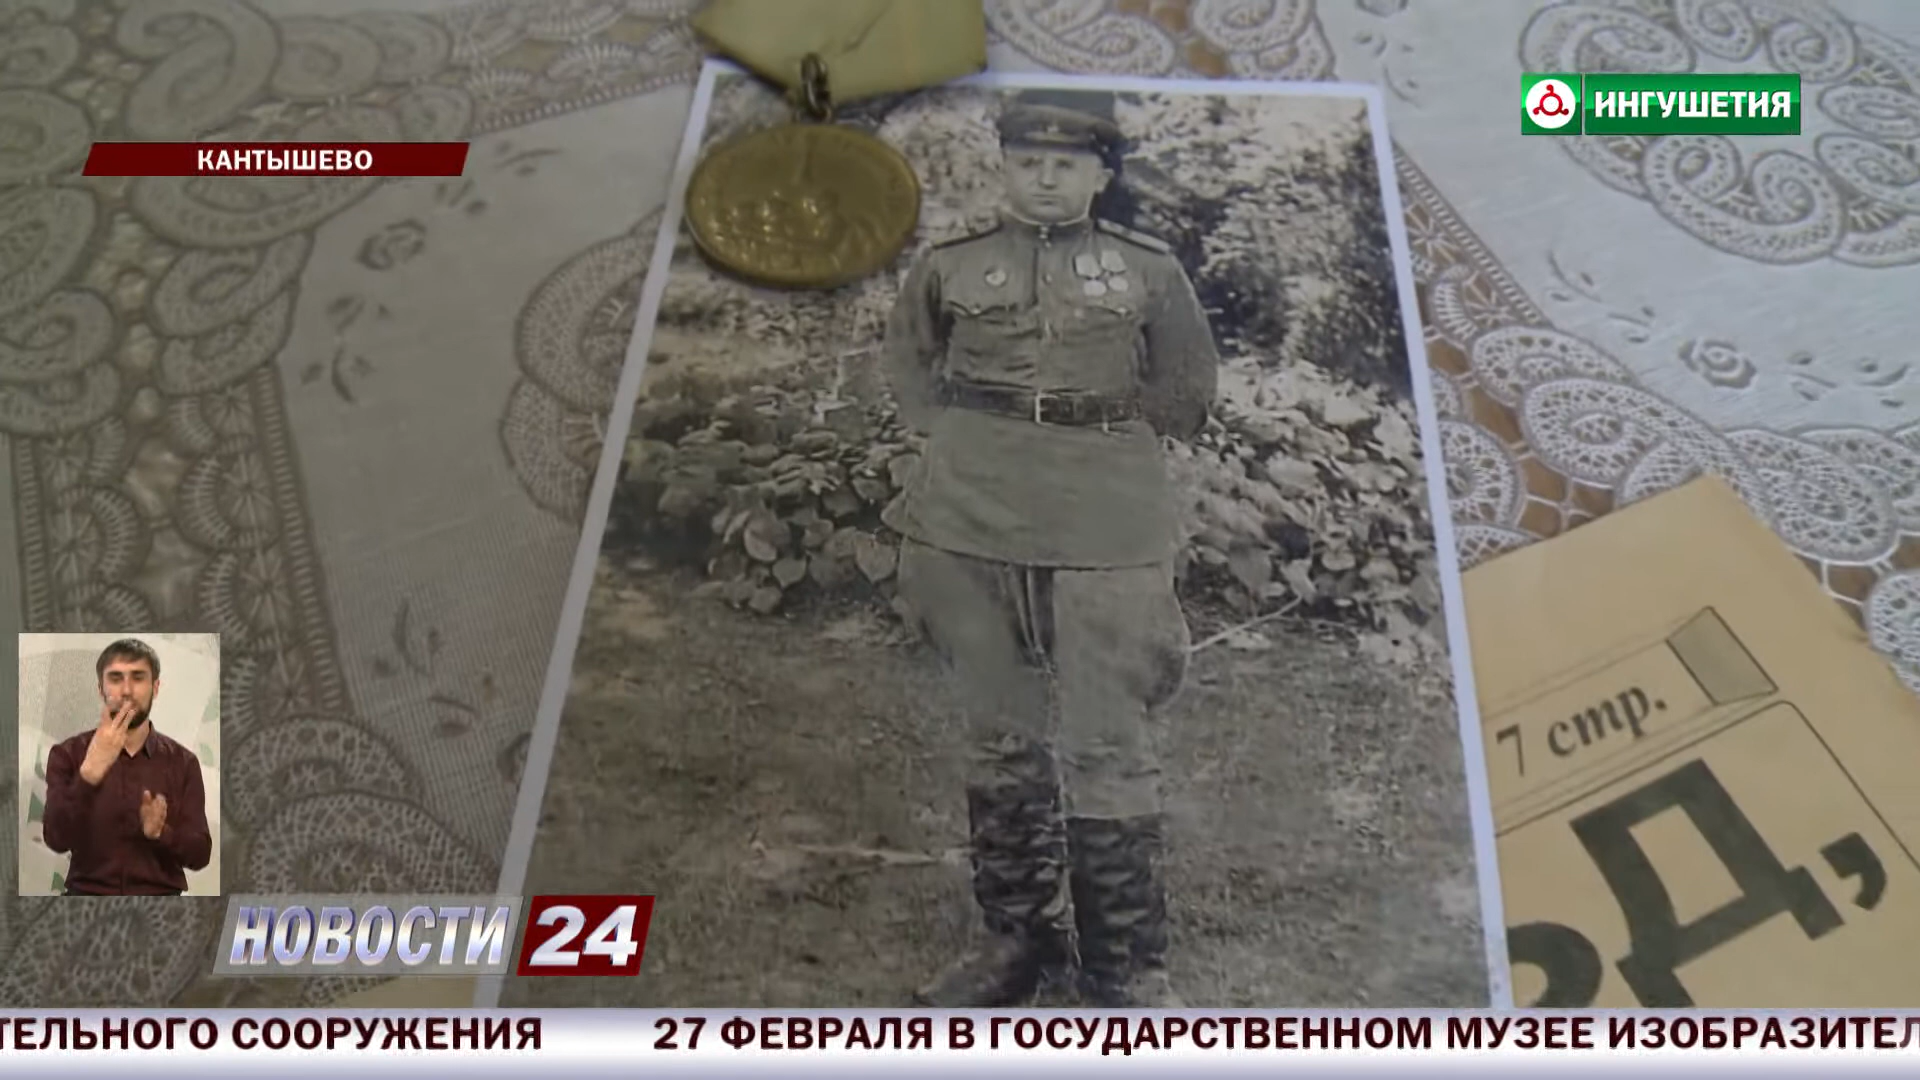 ИНГУШЕТИЯ
КАНТЫШЕВО
7 стр.
Д,
НОВОСТИ 24
ТЕЛЬНОГО СООРУЖЕНИЯ 27 ФЕВРАЛЯ В ГОСУДАРСТВЕННОМ МУЗЕЕ ИЗОБРАЗИТЕЛ